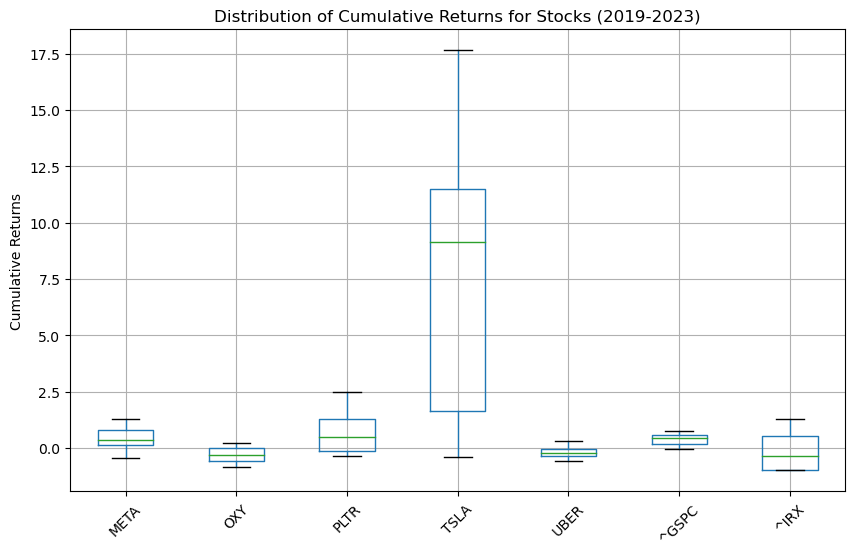 Distribution of Cumulative Returns for Stocks (2019-2023)
Cumulative Returns
17.5
15.0
12.5
10.0
7.5
5.0
2.5
0.0
META
OXY
PLTR
TSLA
UBER
^GSPC
^IRX